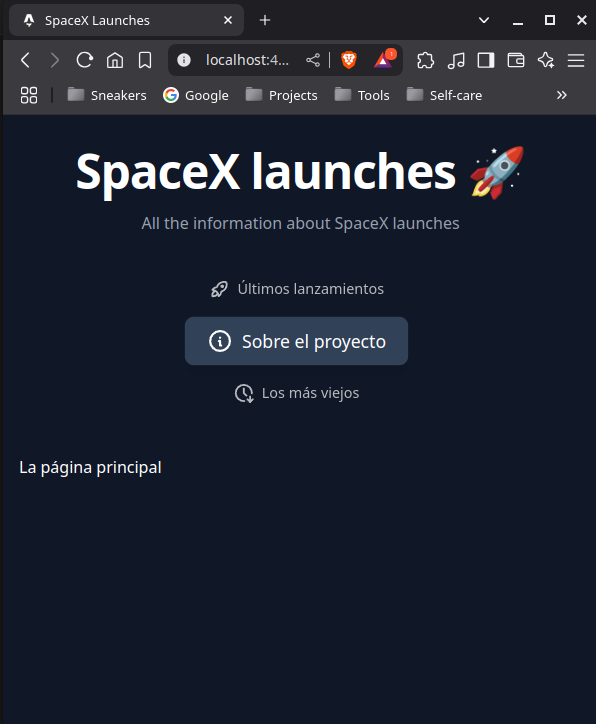 SpaceX Launches
localhost:4...
1
Sneakers
Google
Projects
Tools
Self-care
SpaceX launches 🚀
All the information about SpaceX launches
Últimos lanzamientos
Sobre el proyecto
Los más viejos
La página principal